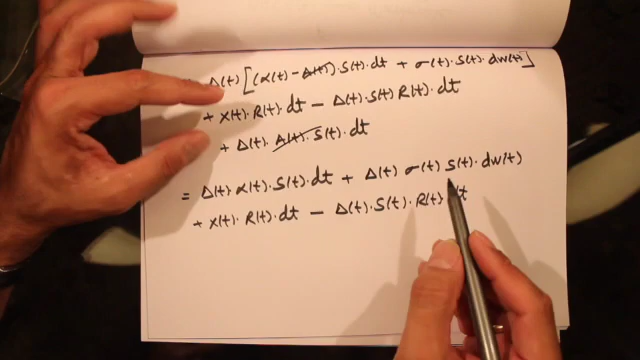 Δ(t) [ (α(t) - A(t)) · S(t) · dt + σ(t) · S(t) · dw(t) ]
+ X(t) · R(t) · dt - Δ(t) · S(t) R(t) · dt
+ Δ(t) · A(t) · S(t) · dt
= Δ(t) · α(t) · S(t) · dt + Δ(t) σ(t) S(t) · dw(t)
+ X(t) · R(t) · dt - Δ(t) · S(t) · R(t) dt